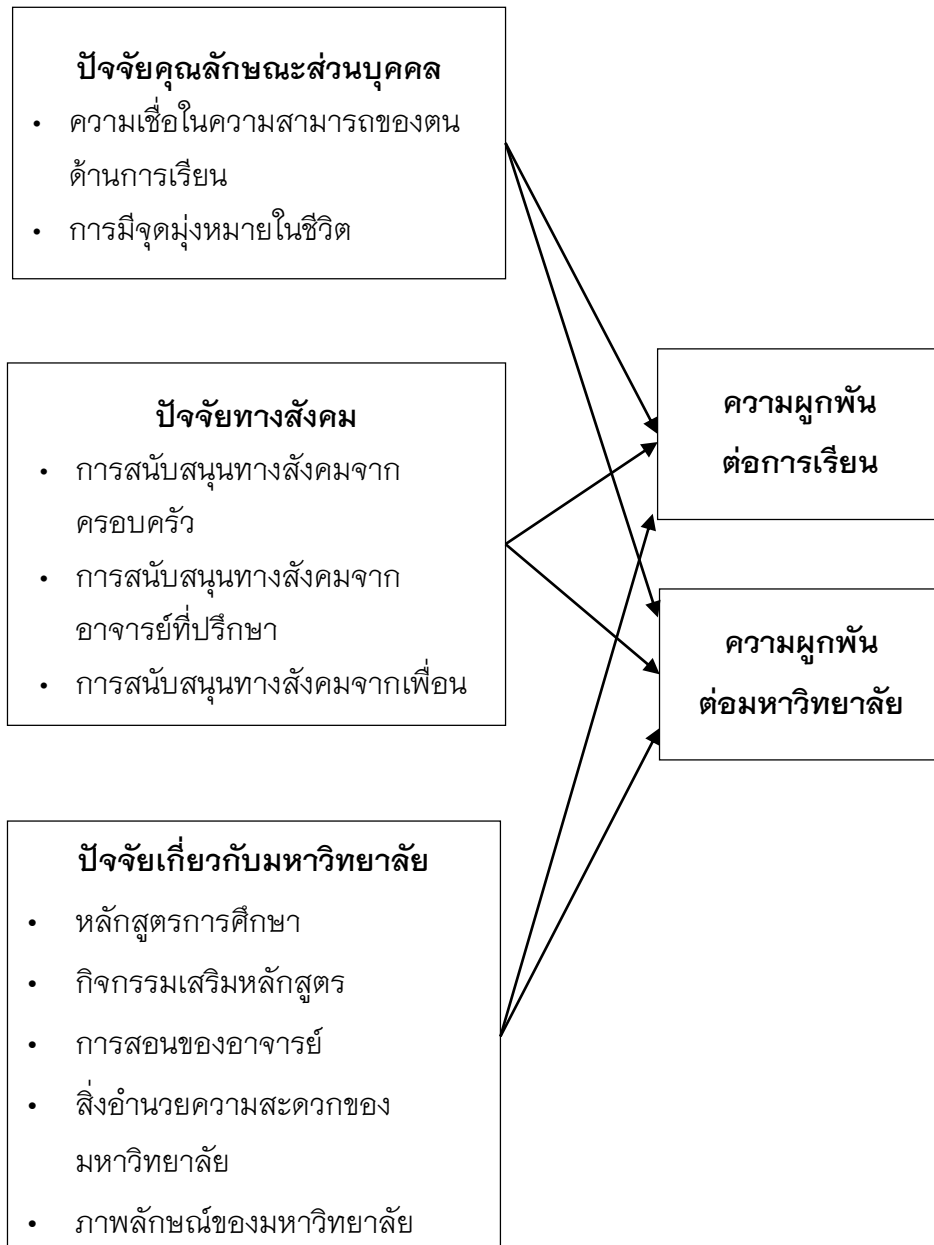 ปัจจัยคุณลักษณะส่วนบุคคล
• ความเชื่อในความสามารถของตน
ด้านการเรียน
• การมีจุดมุ่งหมายในชีวิต
ปัจจัยทางสังคม
• การสนับสนุนทางสังคมจาก
ครอบครัว
• การสนับสนุนทางสังคมจาก
อาจารย์ที่ปรึกษา
• การสนับสนุนทางสังคมจากเพื่อน
ปัจจัยเกี่ยวกับมหาวิทยาลัย
• หลักสูตรการศึกษา
• กิจกรรมเสริมหลักสูตร
• การสอนของอาจารย์
• สิ่งอำนวยความสะดวกของ
มหาวิทยาลัย
• ภาพลักษณ์ของมหาวิทยาลัย
ความผูกพัน
ต่อการเรียน
ความผูกพัน
ต่อมหาวิทยาลัย